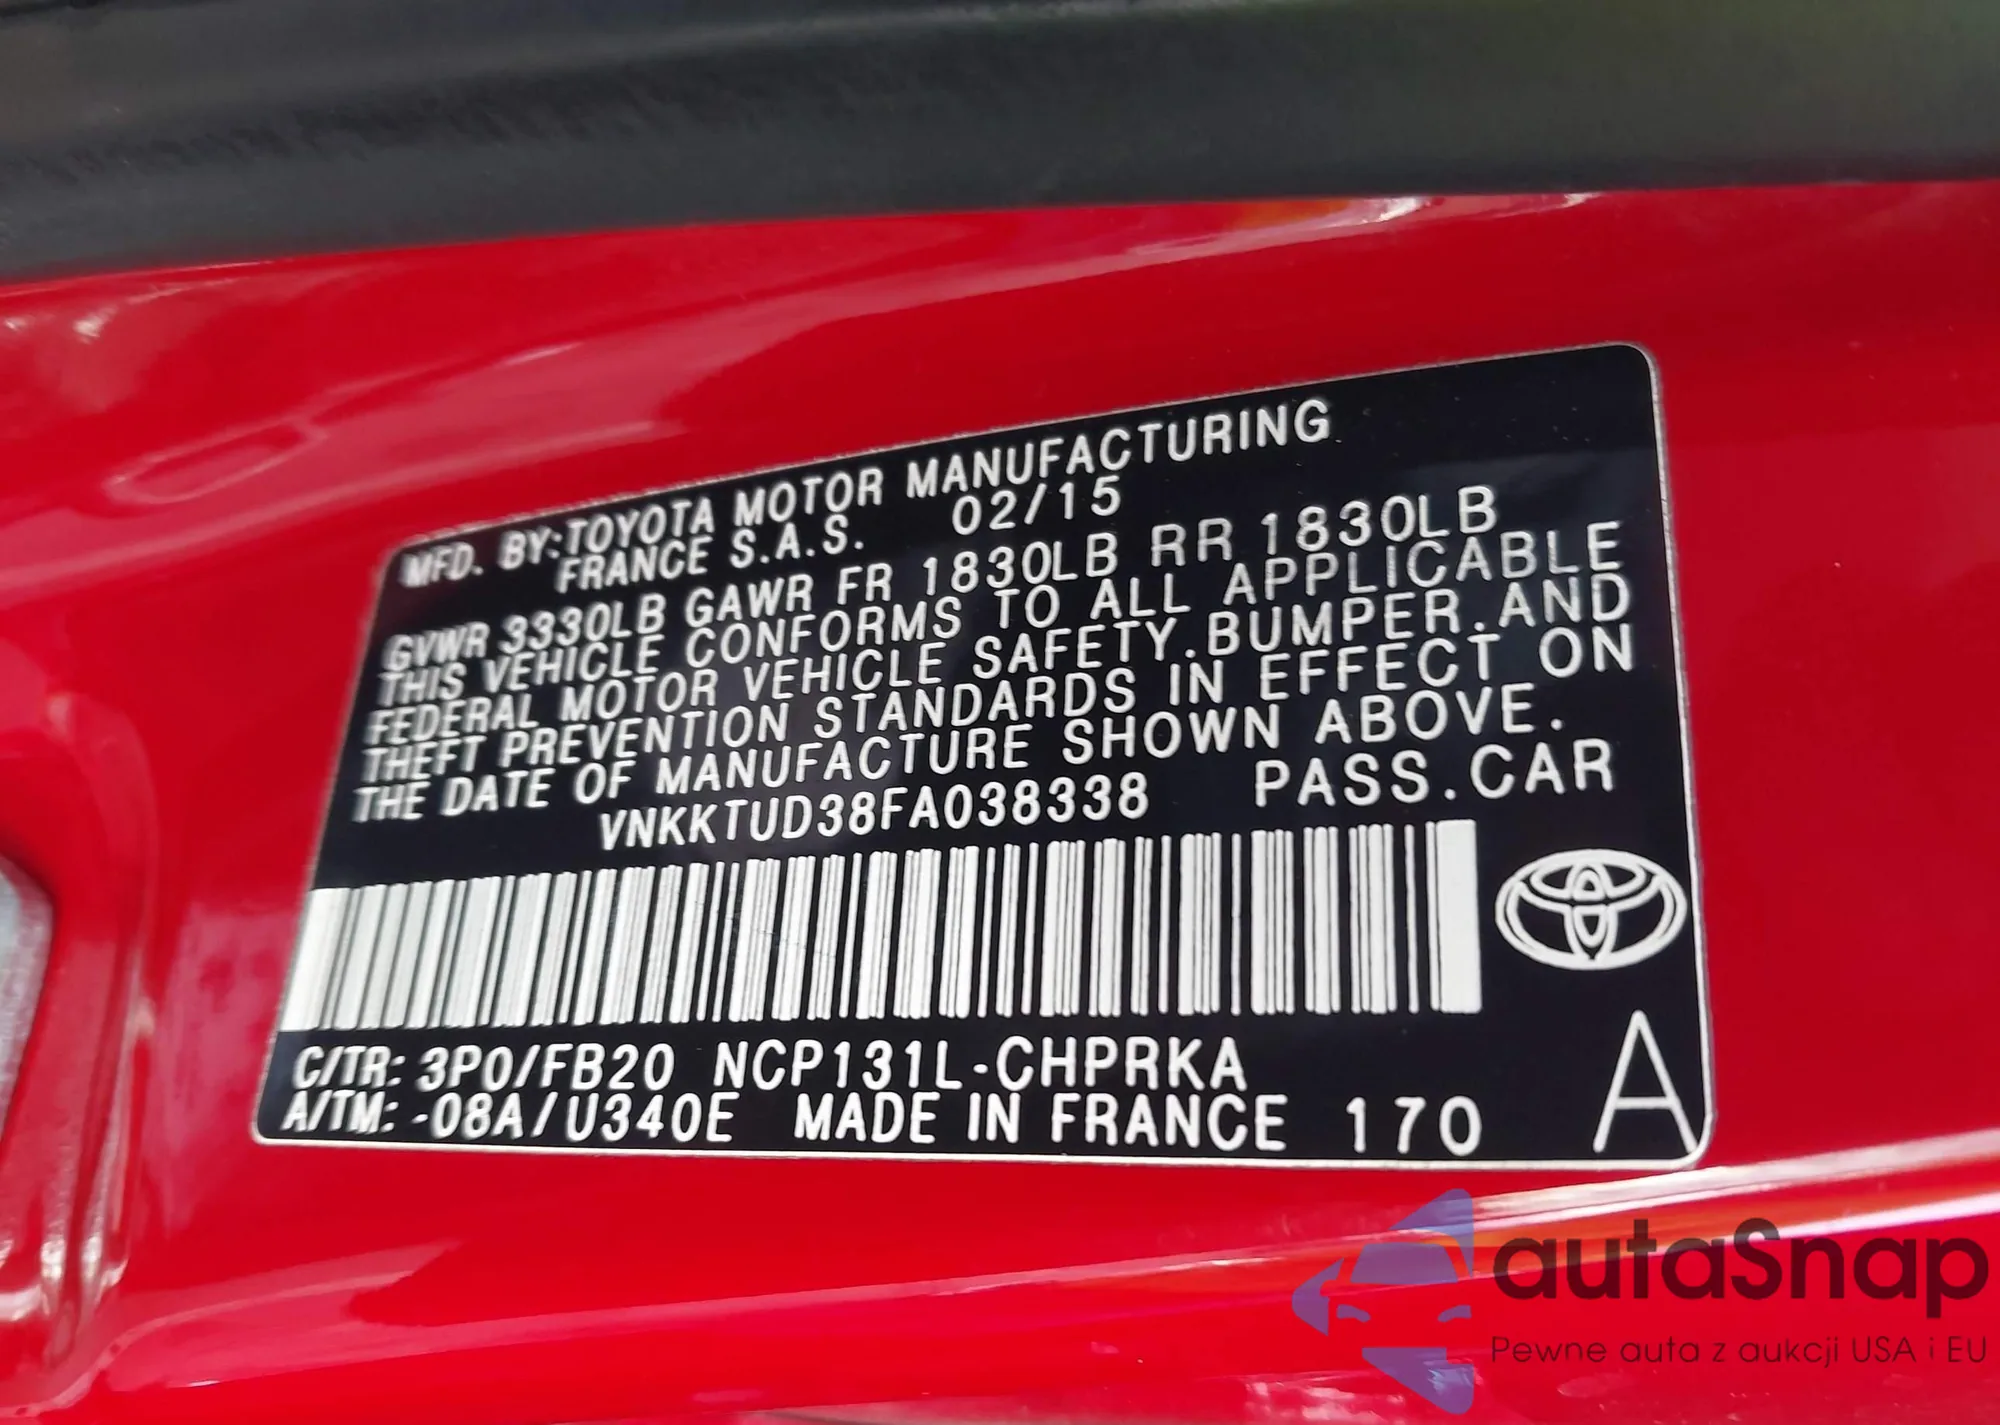 MFD. BY:TOYOTA MOTOR MANUFACTURING
FRANCE S.A.S. 02/15
GVWR 3330LB GAWR FR 1830LB RR 1830LB
THIS VEHICLE CONFORMS TO ALL APPLICABLE
FEDERAL MOTOR VEHICLE SAFETY.BUMPER.AND
THEFT PREVENTION STANDARDS IN EFFECT ON
THE DATE OF MANUFACTURE SHOWN ABOVE.
VNKKTUD38FA038338 PASS.CAR
C/TR: 3P0/FB20 NCP131L-CHPRKA
A/TM: -08A/U340E MADE IN FRANCE 170
A
autaSnap
Pewne auta z aukcji USA i EU